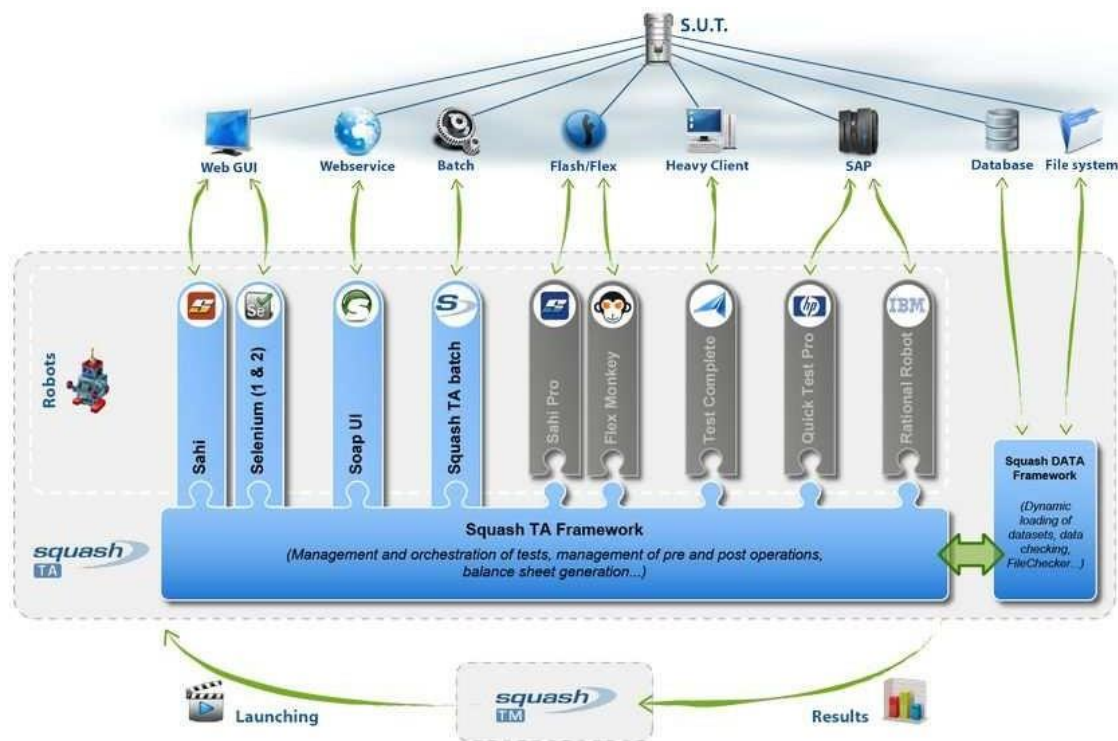 S.U.T.
Web GUI
Webservice
Batch
Flash/Flex
Heavy Client
SAP
Database
File system
Robots
Sahi
Se
Selenium (1 & 2)
Soap UI
Squash TA batch
Sahi Pro
Flex Monkey
Test Complete
hp
Quick Test Pro
IBM
Rational Robot
Squash DATA
Framework
(Dynamic
loading of
datasets, data
checking,
FileChecker...)
squash
TA
Squash TA Framework
(Management and orchestration of tests, management of pre and post operations,
balance sheet generation...)
Launching
squash
TM
Results